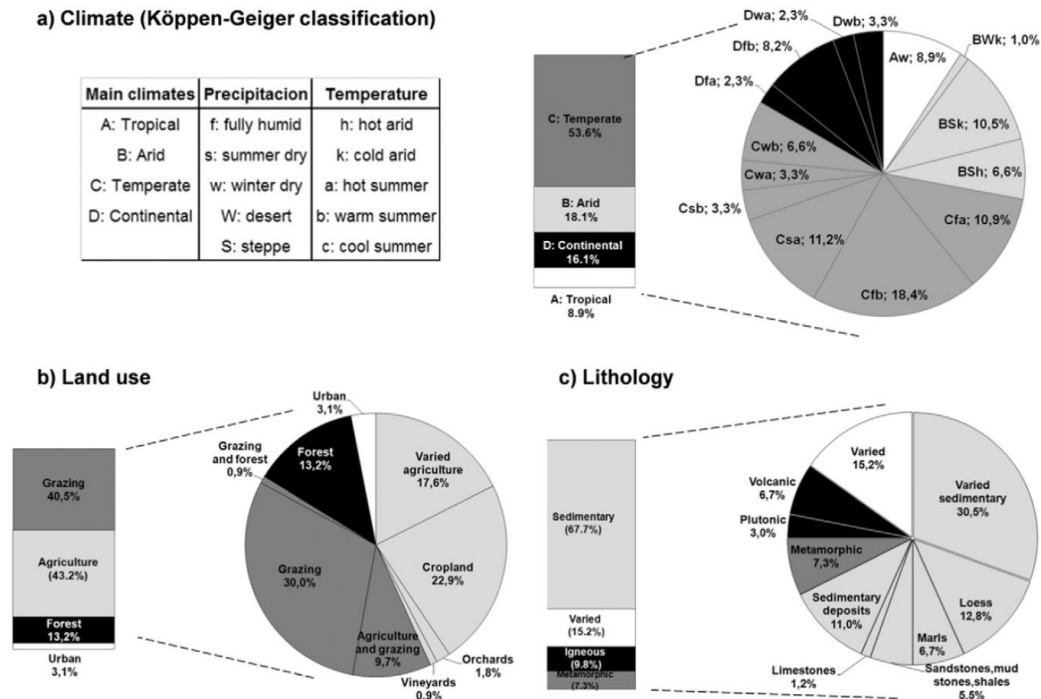 a) Climate (Köppen-Geiger classification)
Main climates Precipitacion Temperature
A: Tropical f: fully humid h: hot arid
B: Arid s: summer dry k: cold arid
C: Temperate w: winter dry a: hot summer
D: Continental W: desert b: warm summer
S: steppe c: cool summer
C: Temperate
53.6%
B: Arid
18.1%
D: Continental
16.1%
A: Tropical
8.9%
Dwa; 2,3%
Dwb; 3,3%
Dfb; 8,2%
Aw; 8,9%
BWk; 1,0%
Dfa; 2,3%
BSk; 10,5%
Cwb; 6,6%
BSh; 6,6%
Cwa; 3,3%
Csb; 3,3%
Cfa; 10,9%
Csa; 11,2%
Cfb; 18,4%
b) Land use
Grazing
40,5%
Agriculture
(43.2%)
Forest
13,2%
Urban
3,1%
Urban
3,1%
Grazing
and forest
0,9%
Forest
13,2%
Varied
agriculture
17,6%
Grazing
30,0%
Cropland
22,9%
Agriculture
and grazing
9,7%
Orchards
1,8%
Vineyards
0,9%
c) Lithology
Sedimentary
(67.7%)
Varied
(15.2%)
Igneous
(9.8%)
Metamorphic
(7.3%)
Varied
15,2%
Volcanic
6,7%
Varied
sedimentary
30,5%
Plutonic
3,0%
Metamorphic
7,3%
Sedimentary
deposits
11,0%
Loess
12,8%
Marls
6,7%
Limestones
1,2%
Sandstones,mud
stones,shales
5,5%